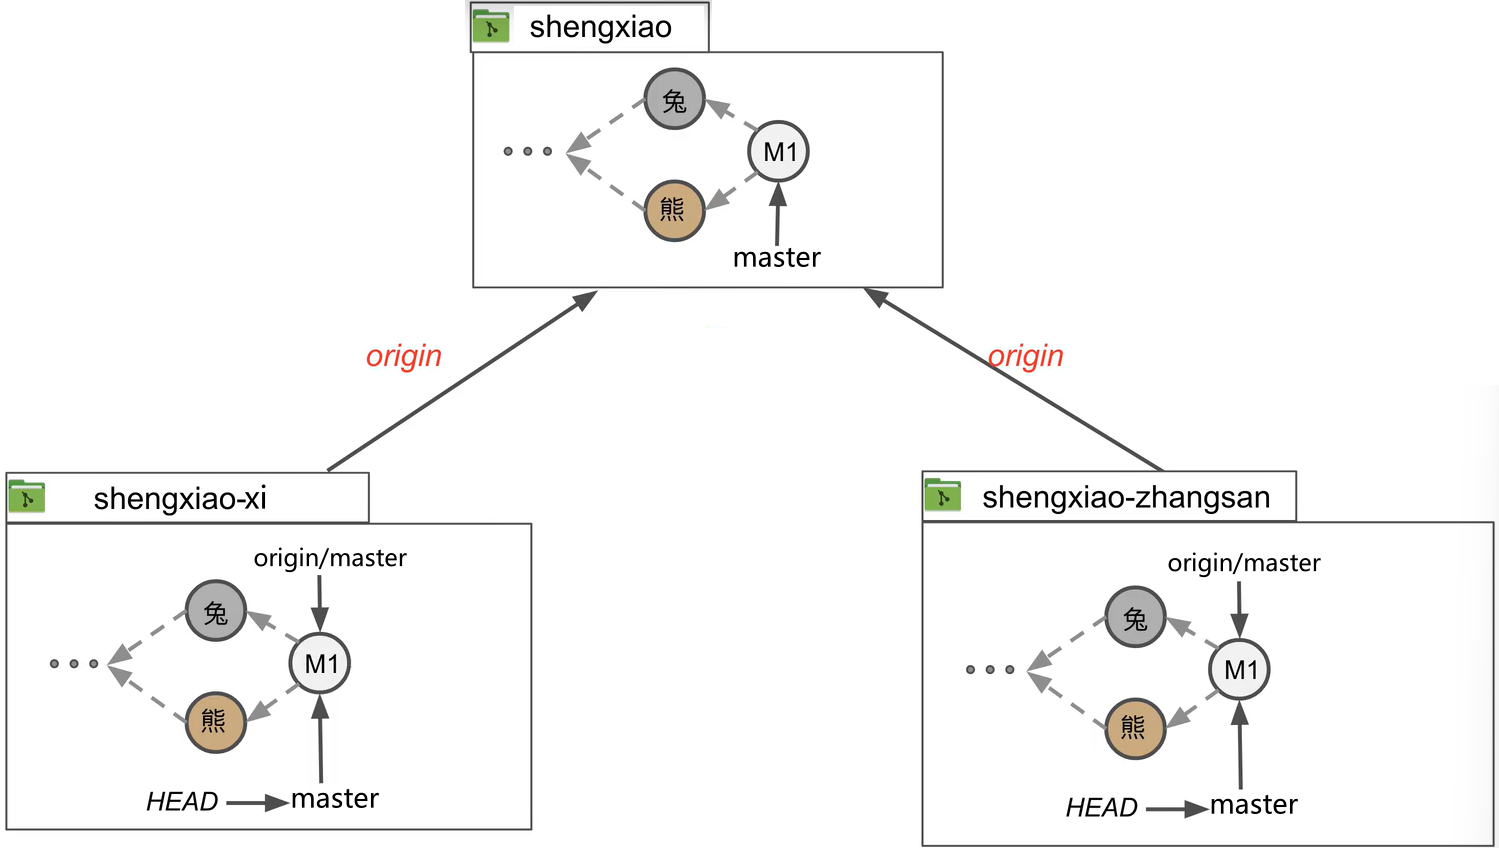 shengxiao
兔
M1
熊
master
origin
origin
shengxiao-xi
origin/master
兔
M1
熊
HEAD
master
shengxiao-zhangsan
origin/master
兔
M1
熊
HEAD
master